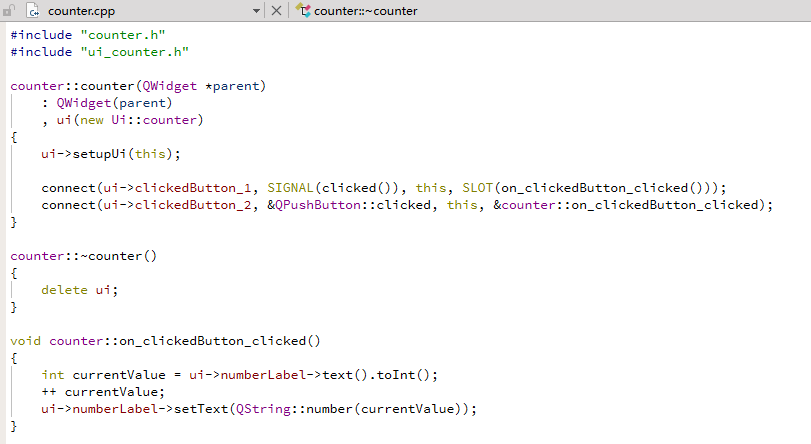 counter.cpp counter::~counter
#include "counter.h"
#include "ui_counter.h"
counter::counter(QWidget *parent)
    : QWidget(parent)
    , ui(new Ui::counter)
{
    ui->setupUi(this);
    connect(ui->clickedButton_1, SIGNAL(clicked()), this, SLOT(on_clickedButton_clicked()));
    connect(ui->clickedButton_2, &QPushButton::clicked, this, &counter::on_clickedButton_clicked);
}
counter::~counter()
{
    delete ui;
}
void counter::on_clickedButton_clicked()
{
    int currentValue = ui->numberLabel->text().toInt();
    ++ currentValue;
    ui->numberLabel->setText(QString::number(currentValue));
}